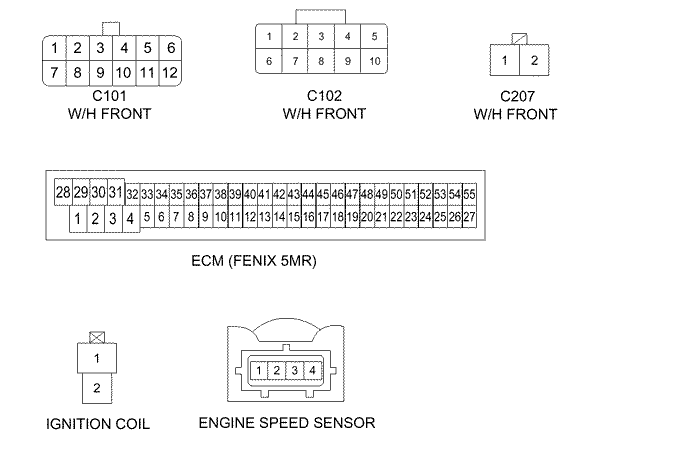 1 2 3 4 5 6
7 8 9 10 11 12
C101
W/H FRONT
1 2 3 4 5
6 7 8 9 10
C102
W/H FRONT
1 2
C207
W/H FRONT
28 29 30 31 32 33 34 35 36 37 38 39 40 41 42 43 44 45 46 47 48 49 50 51 52 53 54 55
1 2 3 4 5 6 7 8 9 10 11 12 13 14 15 16 17 18 19 20 21 22 23 24 25 26 27
ECM (FENIX 5MR)
1
2
IGNITION COIL
1 2 3 4
ENGINE SPEED SENSOR